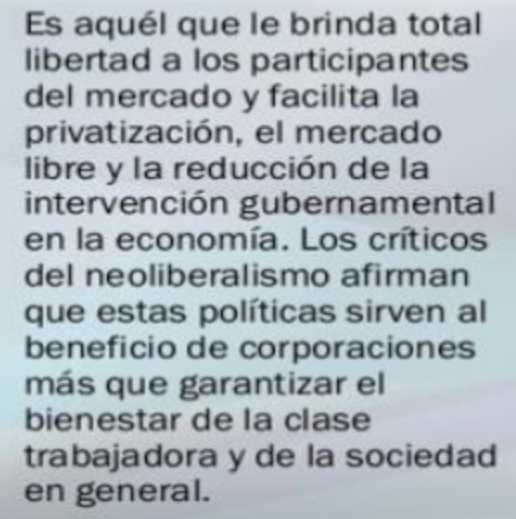 Es aquél que le brinda total
libertad a los participantes
del mercado y facilita la
privatización, el mercado
libre y la reducción de la
intervención gubernamental
en la economía. Los críticos
del neoliberalismo afirman
que estas políticas sirven al
beneficio de corporaciones
más que garantizar el
bienestar de la clase
trabajadora y de la sociedad
en general.